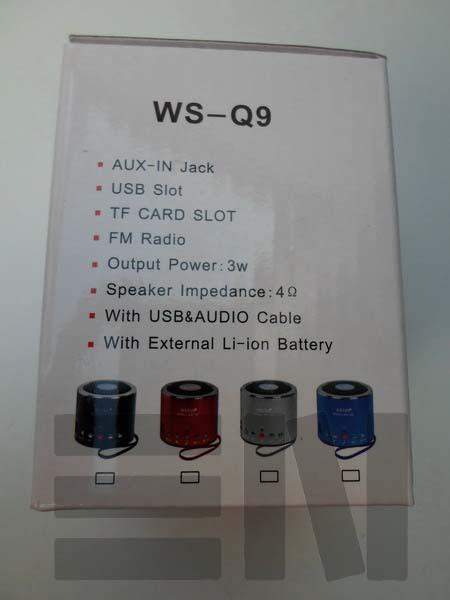 WS-Q9
AUX-IN Jack
USB Slot
TF CARD SLOT
FM Radio
Output Power:3w
Speaker Impedance:4Ω
With USB&AUDIO Cable
With External Li-ion Battery